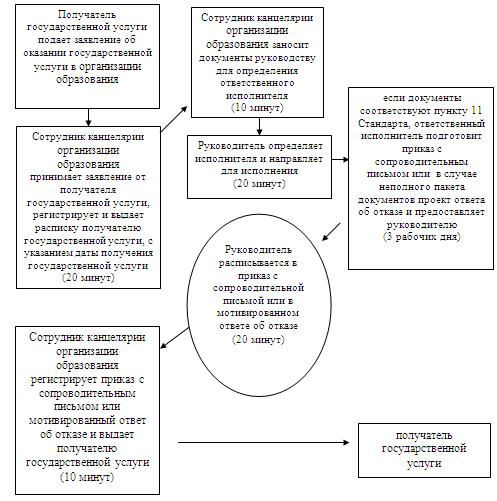 Получатель
государственной услуги
подает заявление об
оказании государственной
услуги в организации
образования
Сотрудник канцелярии
организации
образования
принимает заявление от
получателя
государственной услуги,
регистрирует и выдает
расписку получателю
государственной услуги, с
указанием даты получения
государственной услуги
(20 минут)
Сотрудник канцелярии
организации
образования заносит
документы руководству
для определения
ответственного
исполнителя
(10 минут)
Руководитель определяет
исполнителя и направляет
для исполнения
(20 минут)
если документы
соответствуют пункту 11
Стандарта, ответственный
исполнитель подготовит
приказ с
сопроводительным
письмом или в случае
неполного пакета
документов проект ответа
об отказе и предоставляет
руководителю
(3 рабочих дня)
Руководитель
расписывается в
приказ с
сопроводительной
письмой или в
мотивированном
ответе об отказе
(20 минут)
Сотрудник канцелярии
организации
образования
регистрирует приказ с
сопроводительным
письмом или
мотивированный ответ
об отказе и выдает
получателю
государственной услуги
(10 минут)
получатель
государственной
услуги